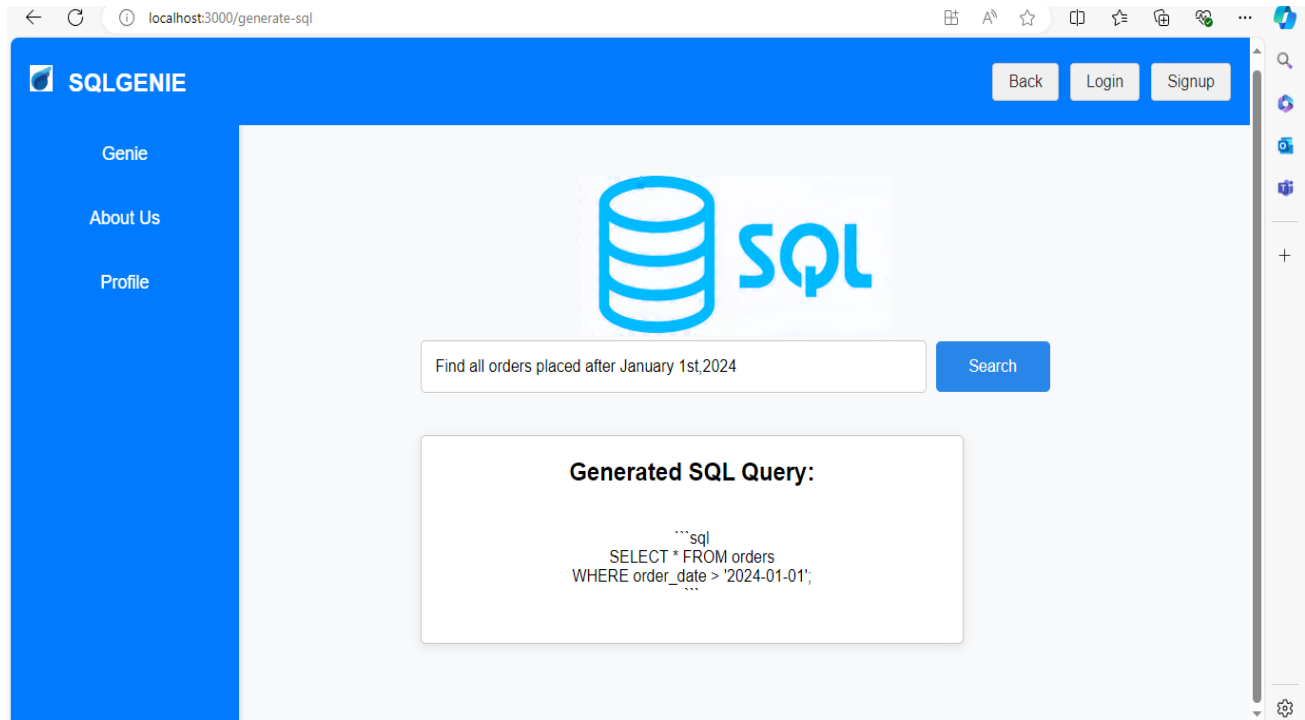 localhost:3000/generate-sql
SQLGENIE
Back
Login
Signup
Genie
About Us
Profile
SQL
Find all orders placed after January 1st,2024
Search
Generated SQL Query:
```sql
SELECT * FROM orders
WHERE order_date > '2024-01-01';
```